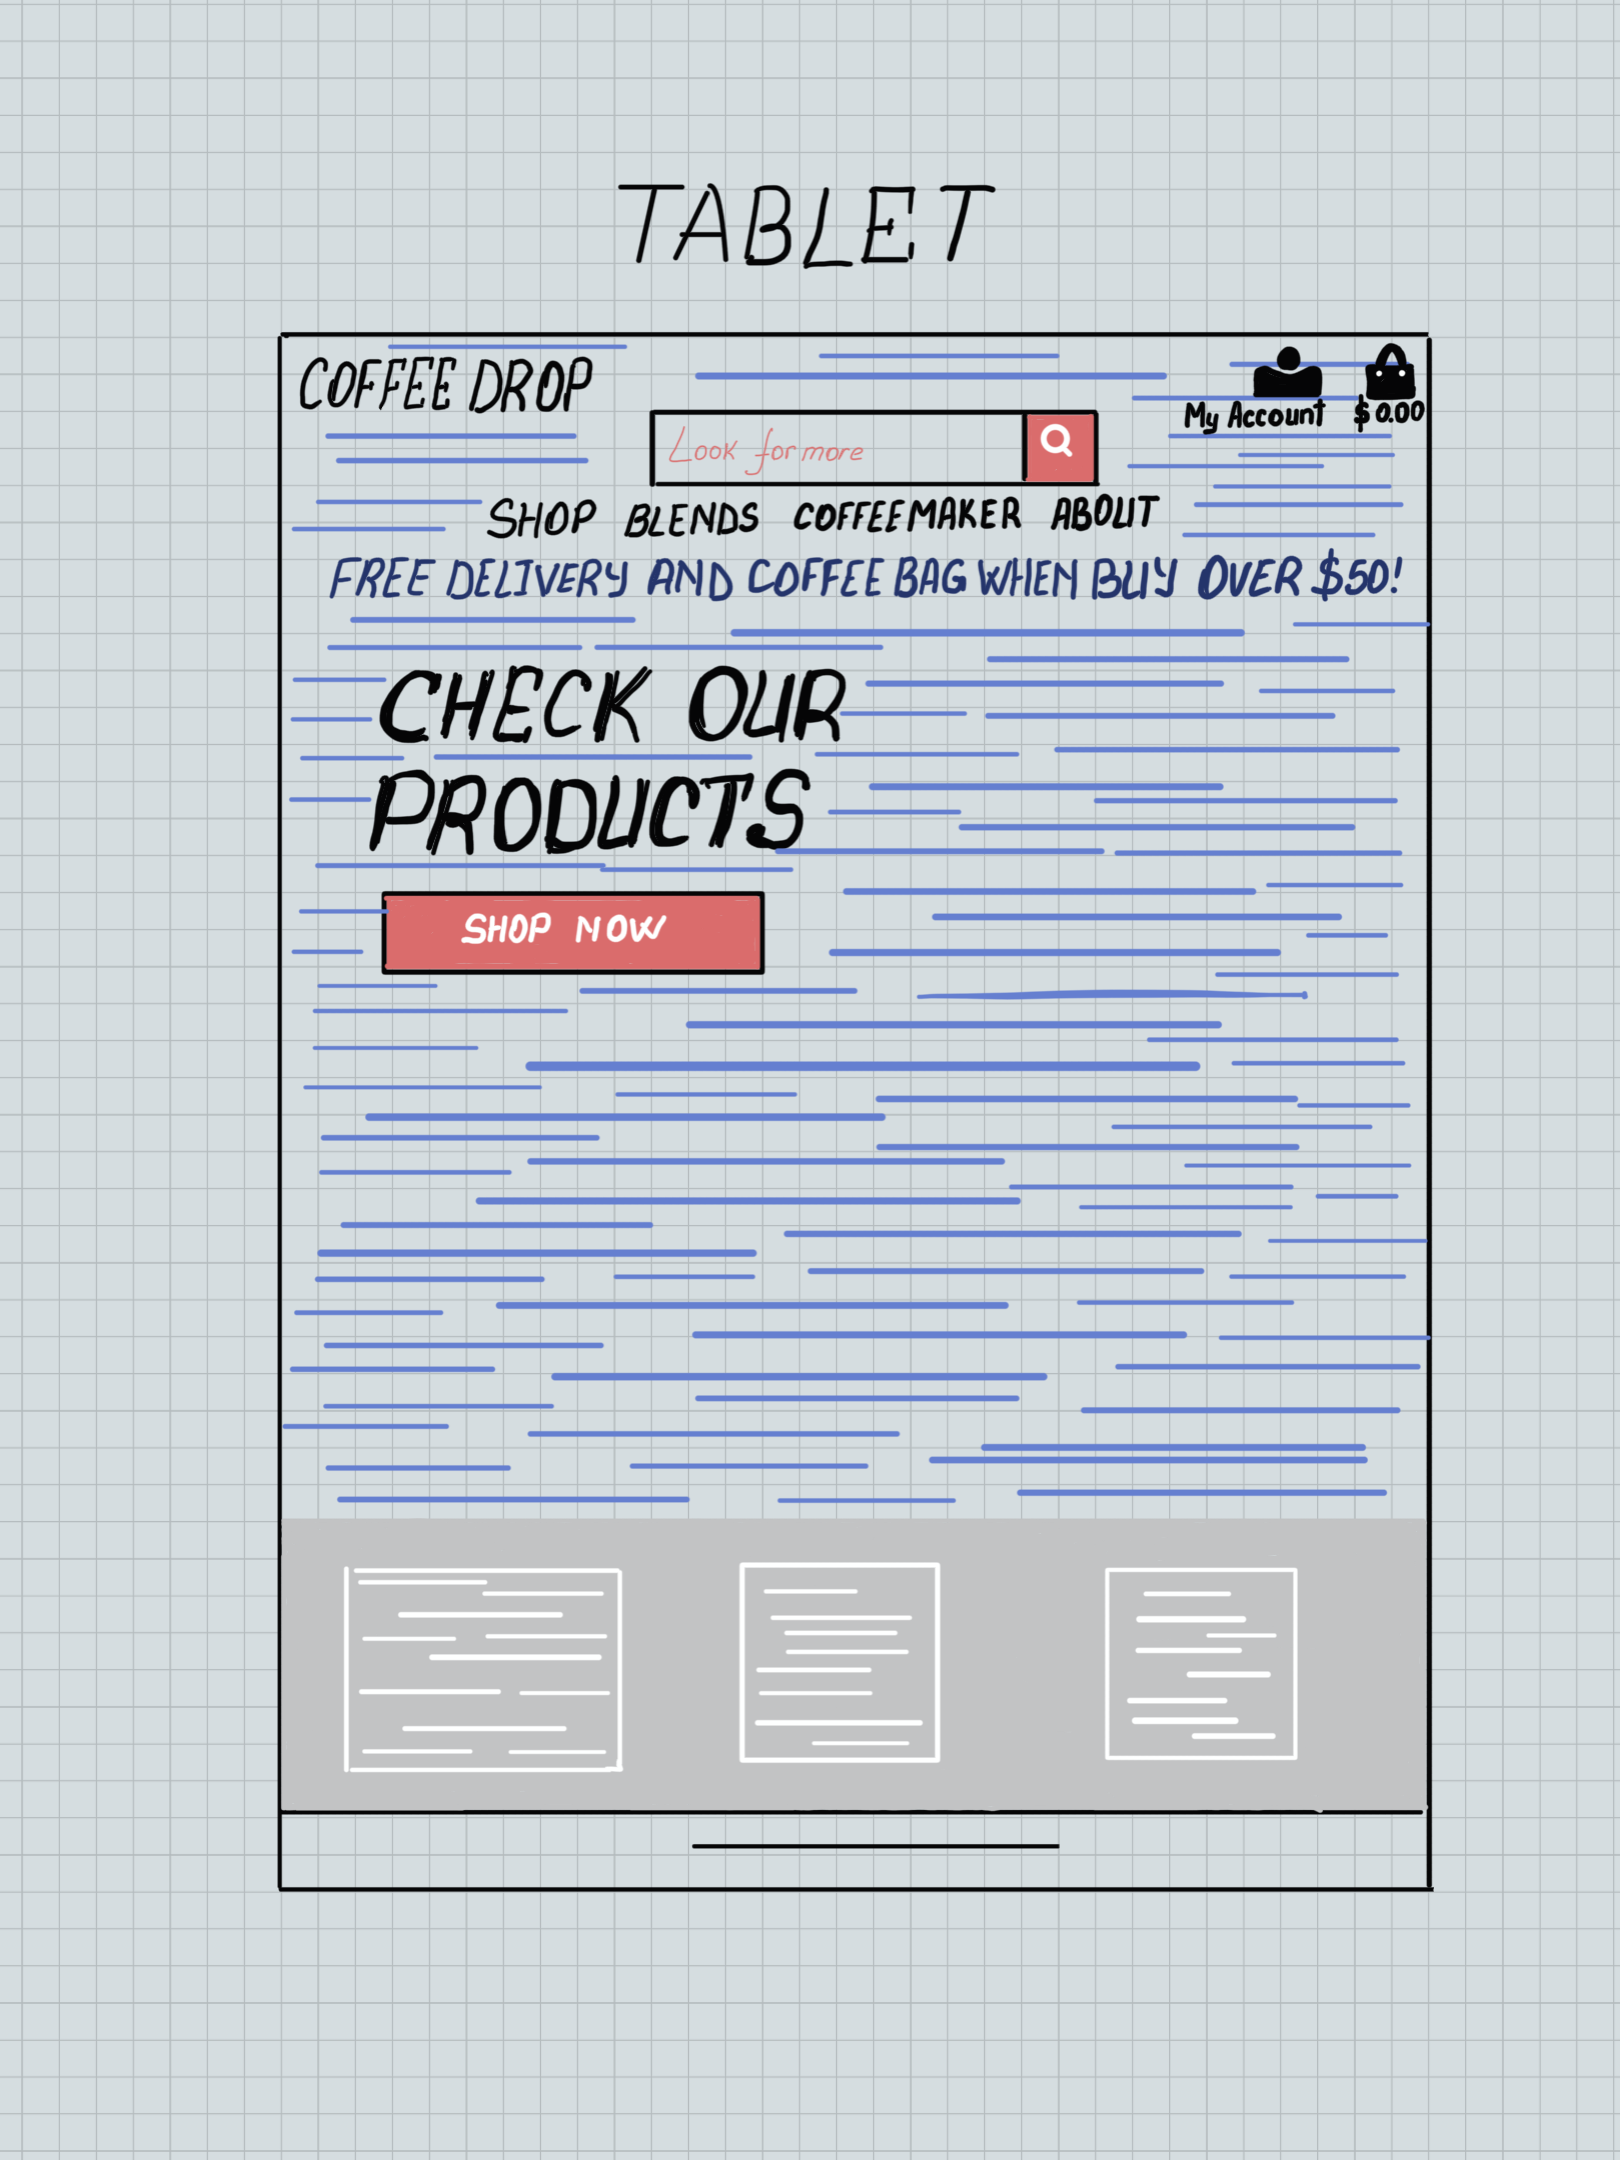 TABLET
COFFEE DROP
My Account $0.00
Look for more
SHOP BLENDS COFFEEMAKER ABOUT
FREE DELIVERY AND COFFEE BAG WHEN BUY OVER $50!
CHECK OUR
PRODUCTS
SHOP NOW